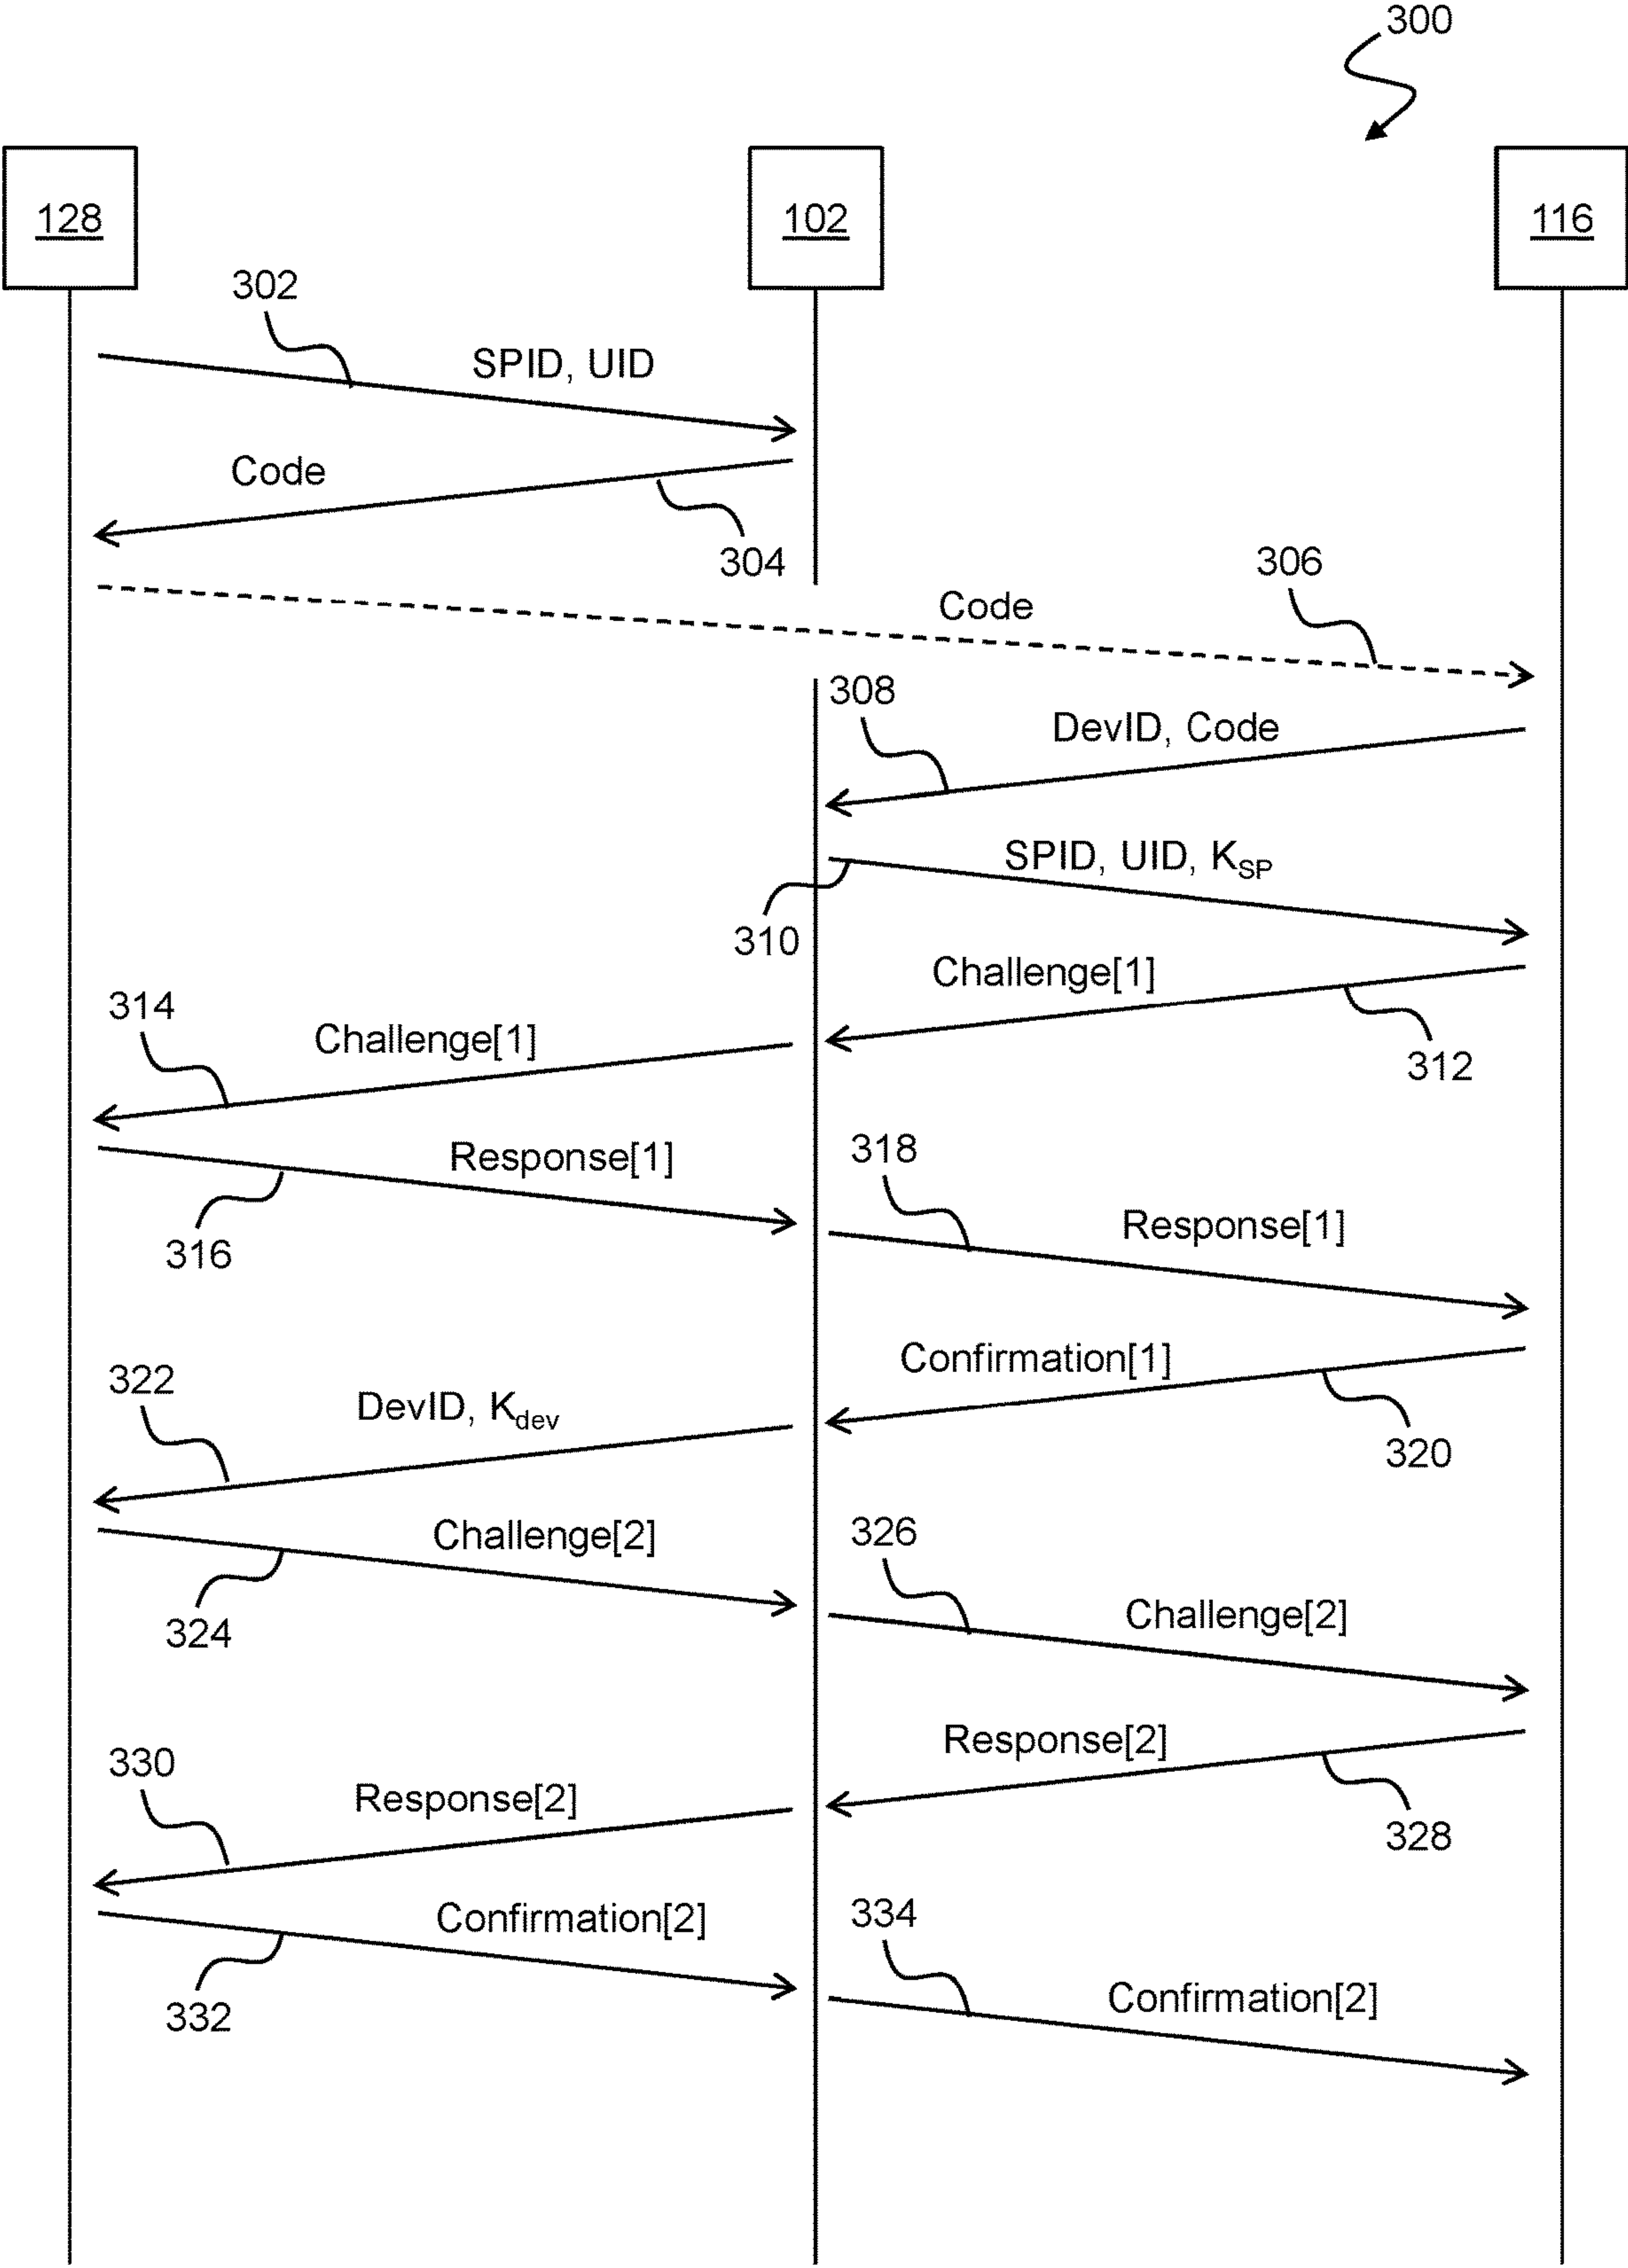 300
128
102
116
302
SPID, UID
Code
304
306
Code
308
DevID, Code
SPID, UID, K_SP
310
Challenge[1]
314
Challenge[1]
312
318
Response[1]
316
Response[1]
Confirmation[1]
322
DevID, K_dev
320
Challenge[2]
326
324
Challenge[2]
Response[2]
330
Response[2]
328
Confirmation[2]
334
332
Confirmation[2]